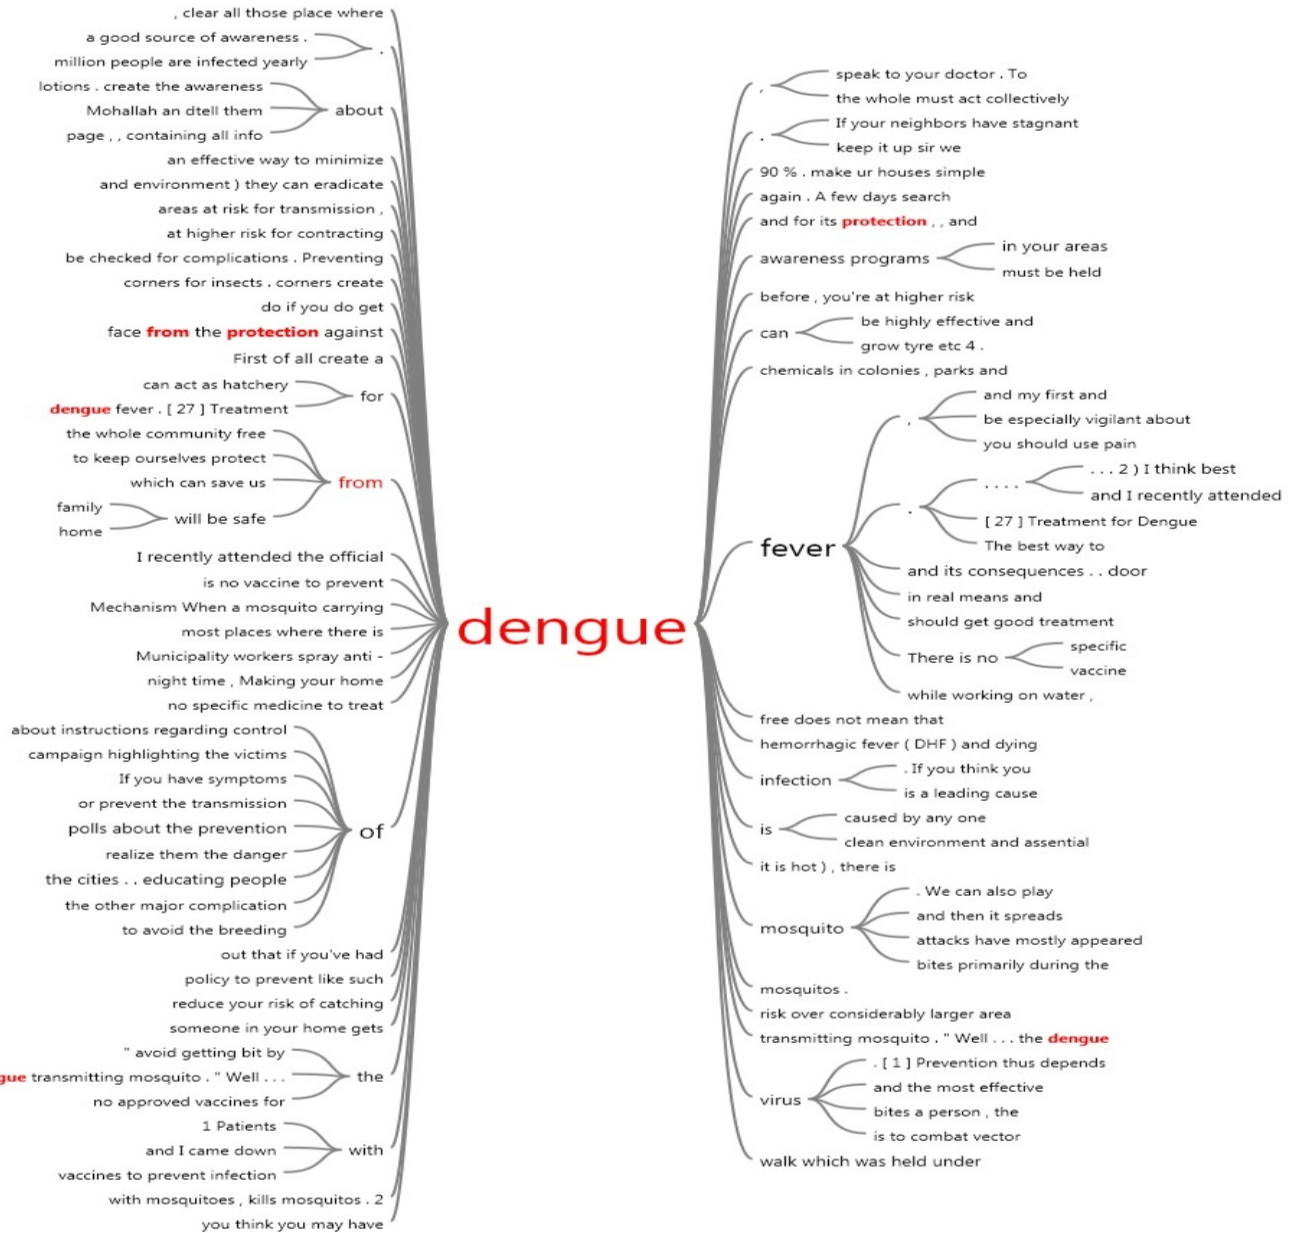 , clear all those place where
a good source of awareness .
.
million people are infected yearly
lotions . create the awareness
Mohallah an dtell them
about
page , , containing all info
an effective way to minimize
and environment ) they can eradicate
areas at risk for transmission ,
at higher risk for contracting
be checked for complications . Preventing
corners for insects . corners create
do if you do get
face from the protection against
First of all create a
can act as hatchery
for
dengue fever . [ 27 ] Treatment
the whole community free
to keep ourselves protect
which can save us
from
family
will be safe
home
I recently attended the official
is no vaccine to prevent
Mechanism When a mosquito carrying
most places where there is
Municipality workers spray anti -
night time , Making your home
no specific medicine to treat
about instructions regarding control
campaign highlighting the victims
If you have symptoms
or prevent the transmission
polls about the prevention
of
realize them the danger
the cities . . educating people
the other major complication
to avoid the breeding
out that if you've had
policy to prevent like such
reduce your risk of catching
someone in your home gets
" avoid getting bit by
gue transmitting mosquito . " Well . . .
the
no approved vaccines for
1 Patients
and I came down
with
vaccines to prevent infection
with mosquitoes , kills mosquitos . 2
you think you may have
dengue
,
speak to your doctor . To
the whole must act collectively
.
If your neighbors have stagnant
keep it up sir we
90 % . make ur houses simple
again . A few days search
and for its protection , , and
awareness programs
in your areas
must be held
before , you're at higher risk
can
be highly effective and
grow tyre etc 4 .
chemicals in colonies , parks and
fever
,
and my first and
be especially vigilant about
you should use pain
.
. . . .
. . . 2 ) I think best
and I recently attended
[ 27 ] Treatment for Dengue
The best way to
and its consequences . . door
in real means and
should get good treatment
There is no
specific
vaccine
while working on water ,
free does not mean that
hemorrhagic fever ( DHF ) and dying
infection
. If you think you
is a leading cause
is
caused by any one
clean environment and assential
it is hot ) , there is
mosquito
. We can also play
and then it spreads
attacks have mostly appeared
bites primarily during the
mosquitos .
risk over considerably larger area
transmitting mosquito . " Well . . . the dengue
virus
. [ 1 ] Prevention thus depends
and the most effective
bites a person , the
is to combat vector
walk which was held under